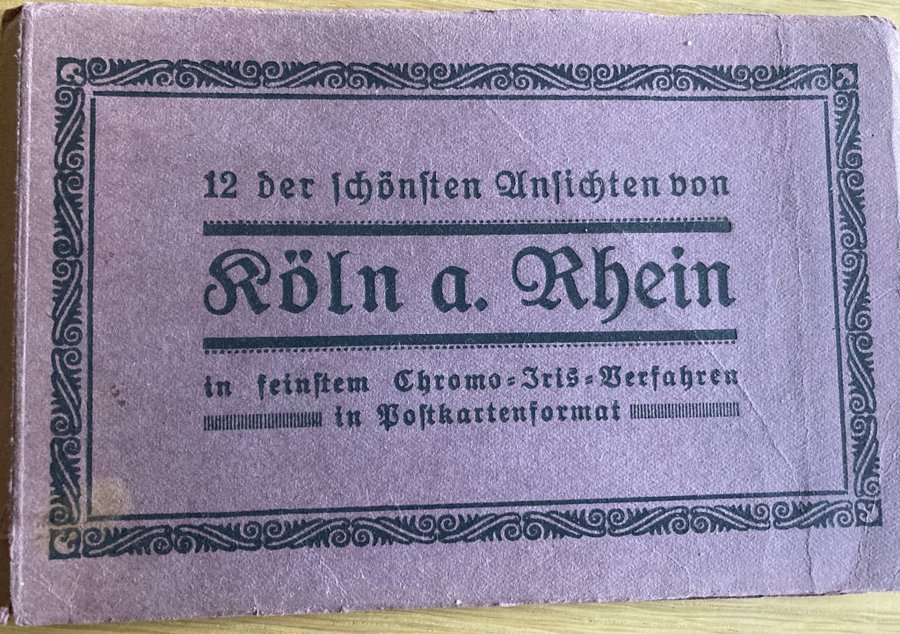 12 der schönsten Ansichten von
Köln a. Rhein
in feinstem Chromo-Iris-Verfahren
in Postkartenformat